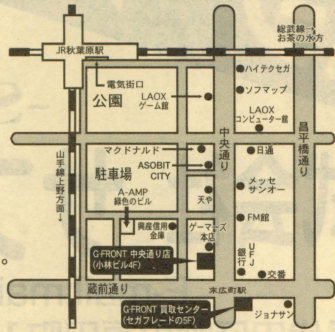 JR秋葉原駅
総武線→
お茶の水方
電気街口
公園
LAOX
ゲーム館
ハイテクセガ
ソフマップ
LAOX
コンピューター館
中央通り
昌平橋通り
マクドナルド
日通
山手線上野方面→
駐車場
ASOBIT
CITY
A-AMP
緑色のビル
天や
メッセ
サンオー
興産信用
金庫
ゲーマーズ
本店
FM館
G-FRONT 中央通り店
(小林ビル4F)
UFJ
銀行
交番
蔵前通り
末広町駅
G-FRONT 買取センター
(セガフレードの5F)
ジョナサン